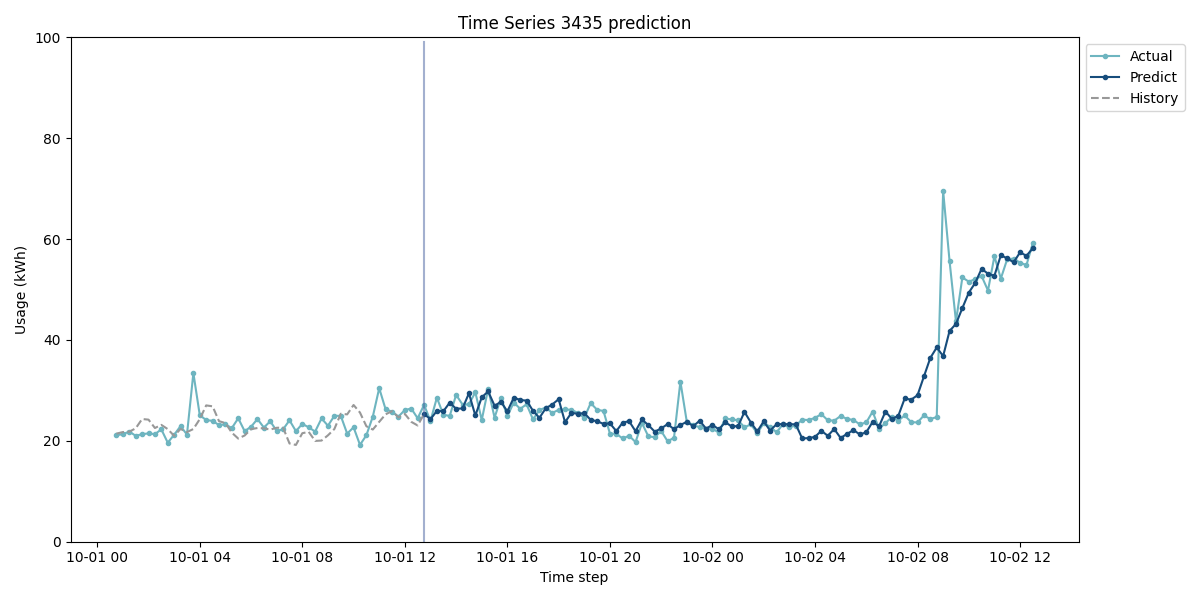 Time Series 3435 prediction
100
80
60
40
20
0
Usage (kWh)
10-01 00 10-01 04 10-01 08 10-01 12 10-01 16 10-01 20 10-02 00 10-02 04 10-02 08 10-02 12
Time step
Actual
Predict
History